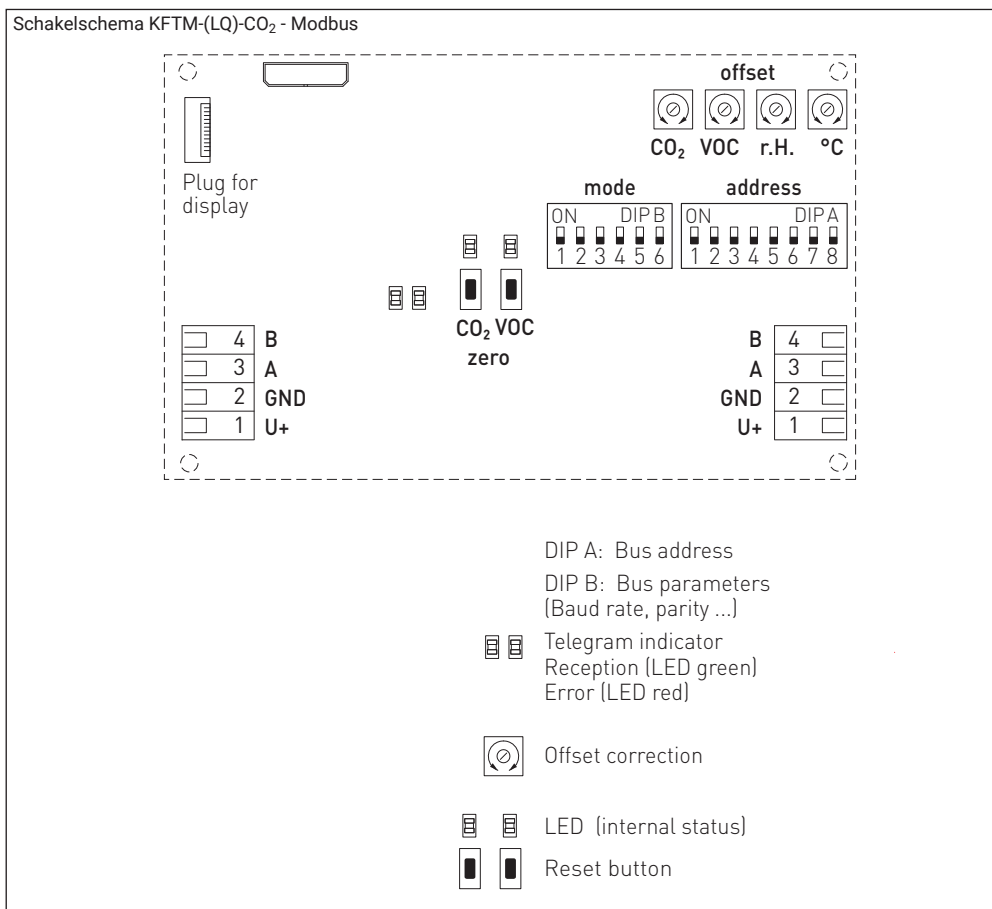 Schakelschema KFTM-(LQ)-CO₂ - Modbus
offset
CO₂ VOC r.H. °C
Plug for
display
mode address
ON DIP B ON DIP A
1 2 3 4 5 6 1 2 3 4 5 6 7 8
CO₂ VOC
zero
4 B B 4
3 A A 3
2 GND GND 2
1 U+ U+ 1
DIP A: Bus address
DIP B: Bus parameters
(Baud rate, parity ...)
Telegram indicator
Reception (LED green)
Error (LED red)
Offset correction
LED (internal status)
Reset button